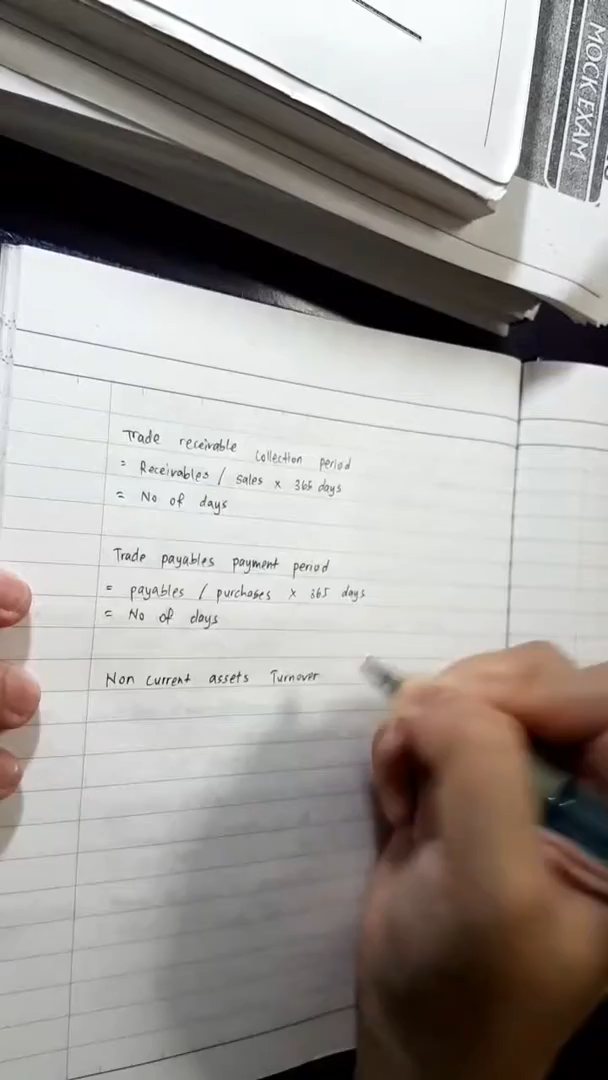 MOCK EXAM
Trade receivable collection period
= Receivables / sales x 365 days
= No of days
Trade payables payment period
= payables / purchases x 365 days
= No of days
Non current assets Turnover